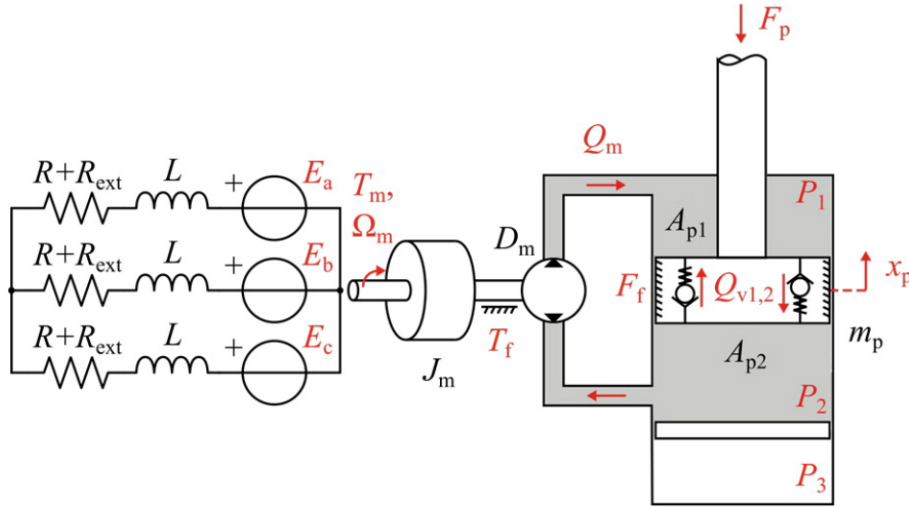 F_p
Q_m
R+R_ext L + E_a
T_m,
Ω_m
P_1
A_p1
D_m
R+R_ext L + E_b
F_f Q_v1,2 x_p
R+R_ext L + E_c
T_f
J_m
A_p2
m_p
P_2
P_3